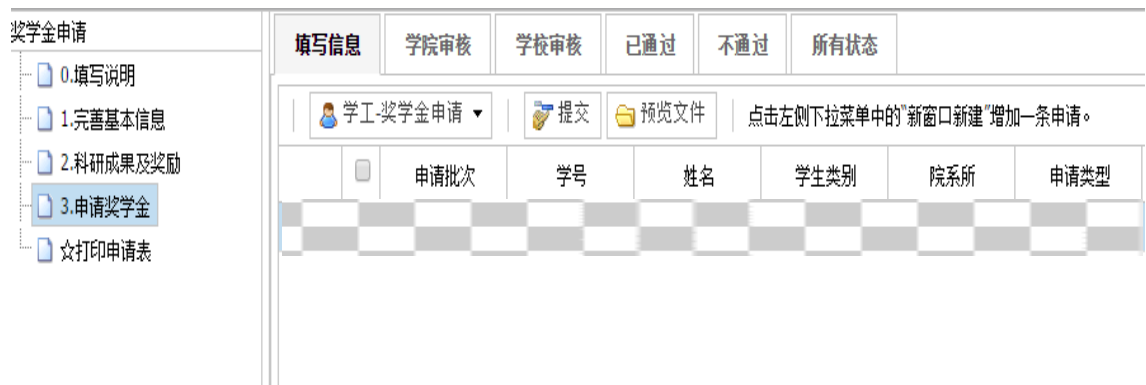 奖学金申请
0.填写说明
1.完善基本信息
2.科研成果及奖励
3.申请奖学金
☆打印申请表
填写信息 学院审核 学校审核 已通过 不通过 所有状态
学工-奖学金申请 ▼ 提交 预览文件 点击左侧下拉菜单中的"新窗口新建"增加一条申请。
申请批次 学号 姓名 学生类别 院系所 申请类型